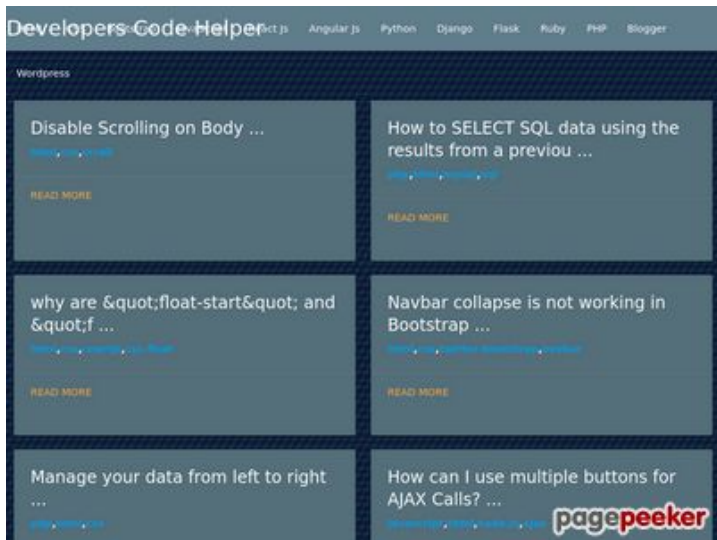 Developers Code Helper
React Js Angular Js Python Django Flask Ruby PHP Blogger
Wordpress
Disable Scrolling on Body ...
READ MORE
How to SELECT SQL data using the
results from a previou ...
READ MORE
why are &quot;float-start&quot; and
&quot;f ...
READ MORE
Navbar collapse is not working in
Bootstrap ...
READ MORE
Manage your data from left to right
...
How can I use multiple buttons for
AJAX Calls? ...
pagepeeker